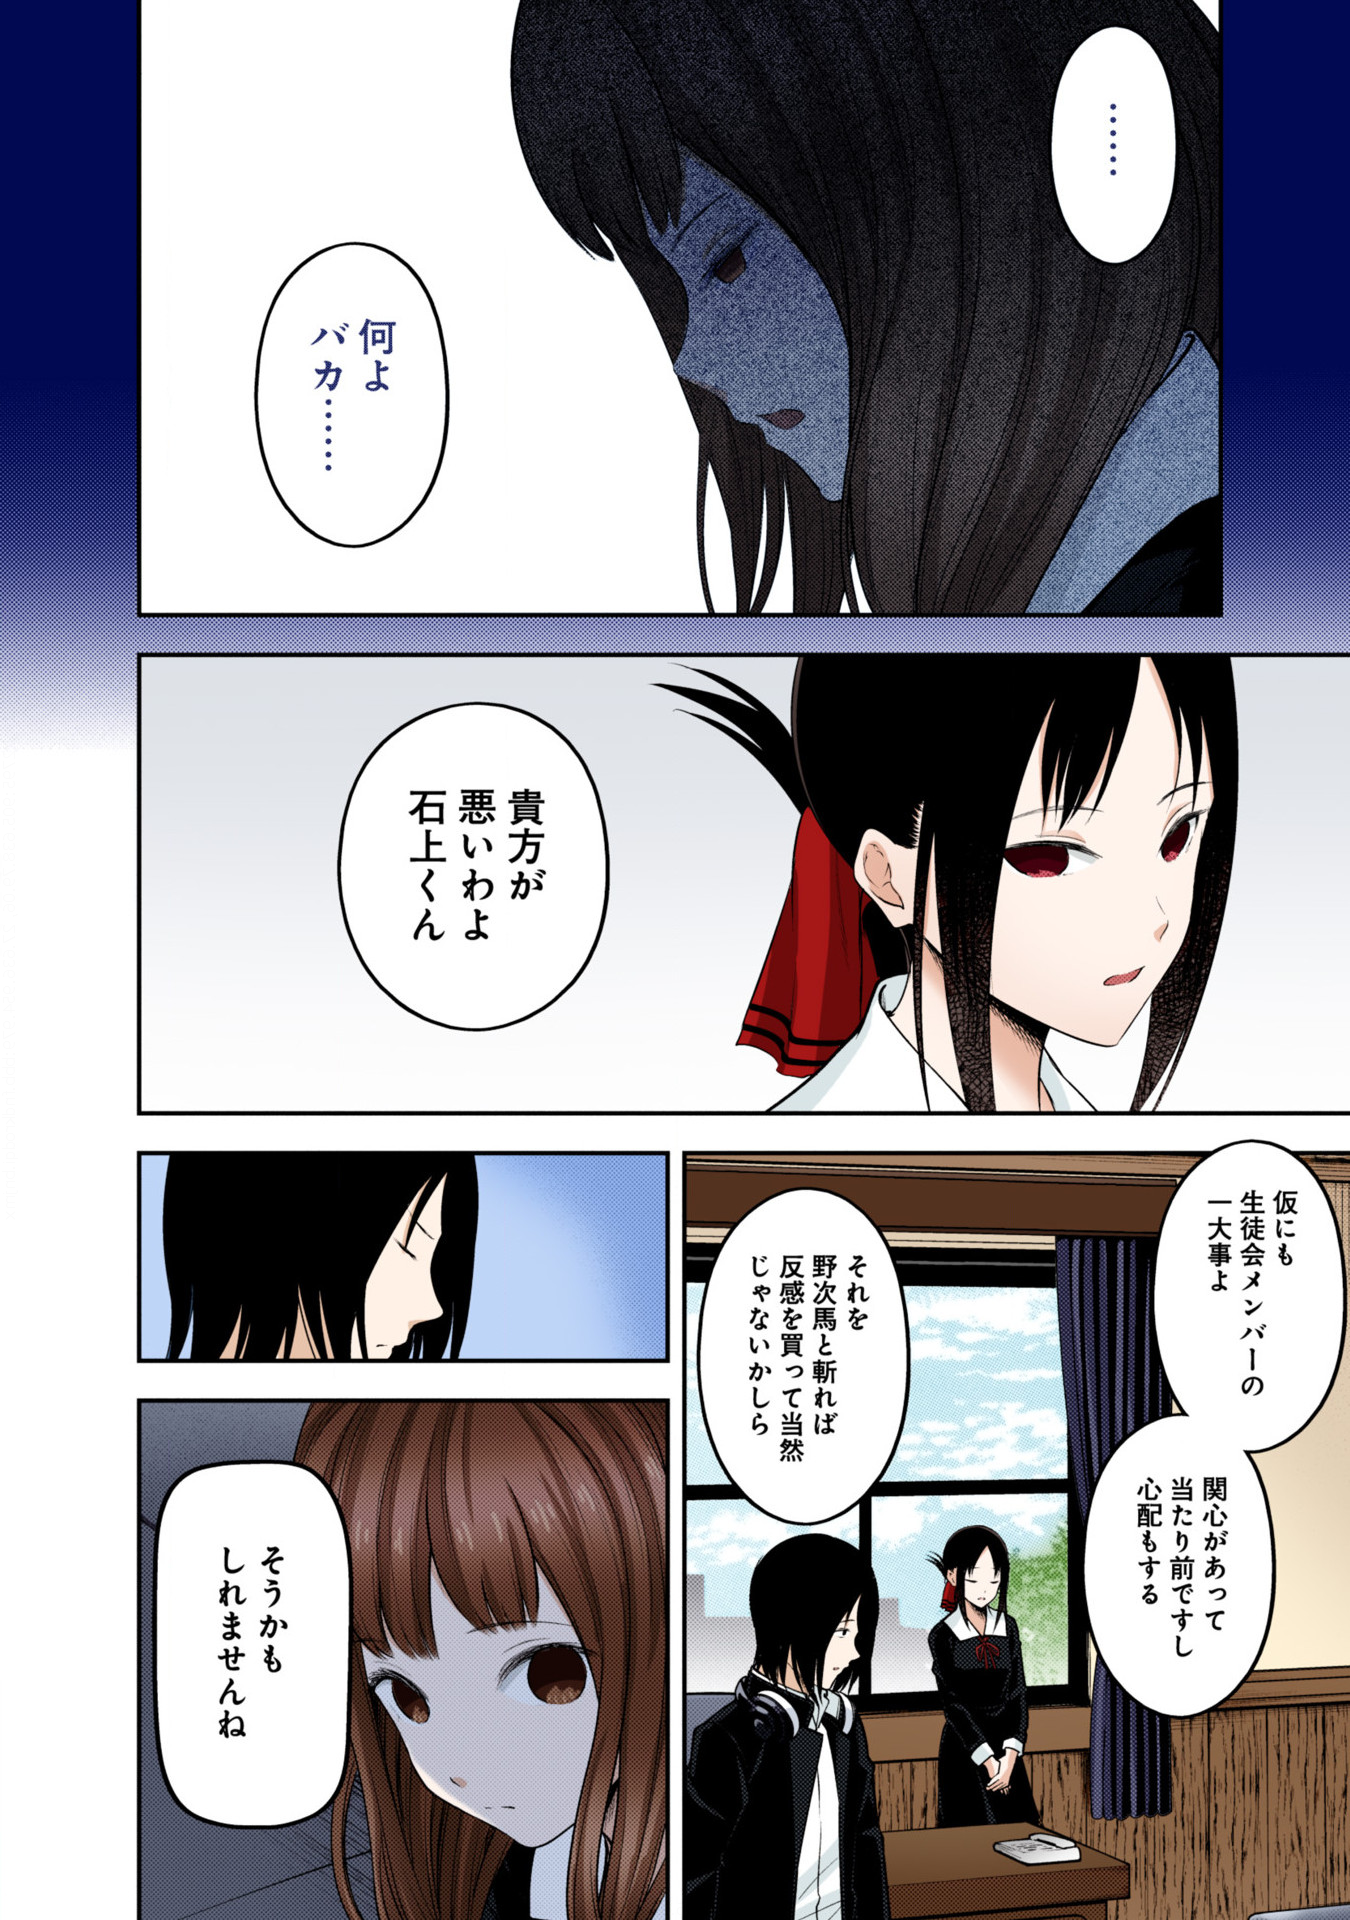 ……
何よ
バカ……
貴方が
悪いわよ
石上くん
仮にも
生徒会メンバーの
一大事よ
関心があって
当たり前ですし
心配もする
それを
野次馬と斬れば
反感を買って当然
じゃないかしら
そうかも
しれませんね